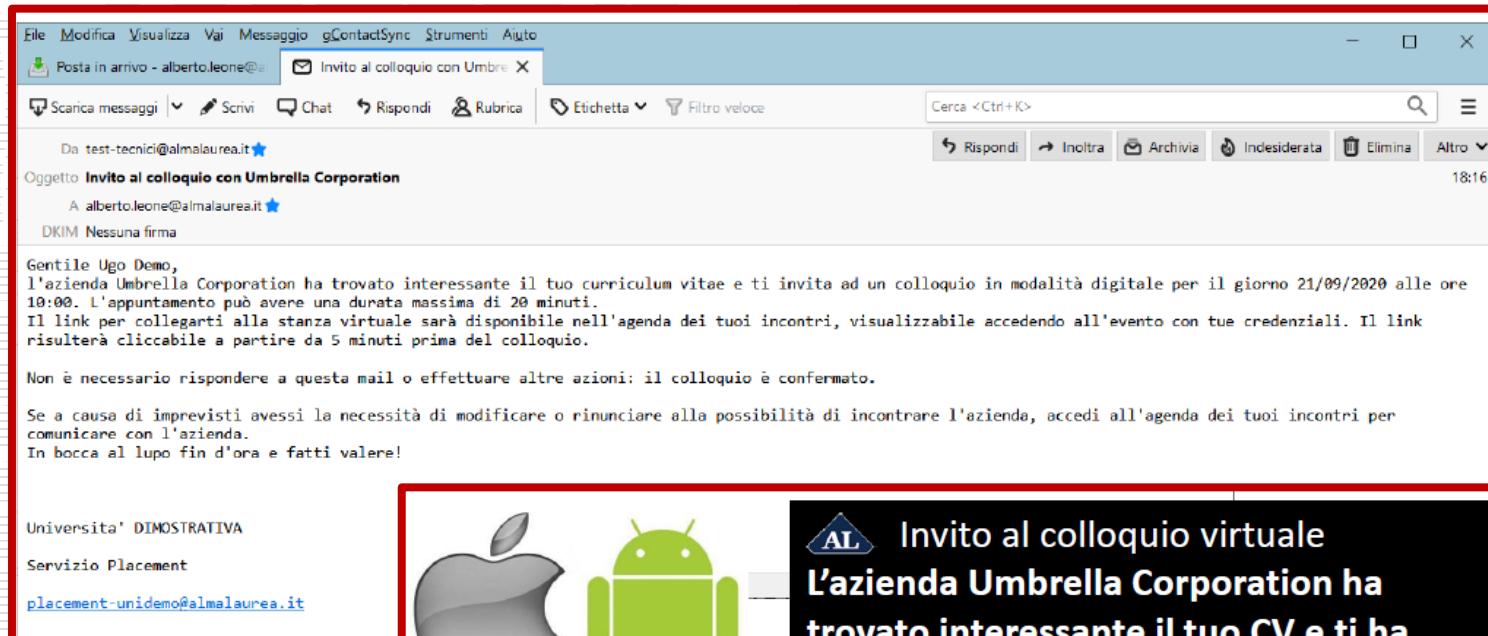 File Modifica Visualizza Vai Messaggio gContactSync Strumenti Aiuto
Posta in arrivo - alberto.leone@a
Invito al colloquio con Umbre
Scarica messaggi Scrivi Chat Rispondi Rubrica Etichetta Filtro veloce
Cerca <Ctrl+K>
Da test-tecnici@almalaurea.it
Rispondi Inoltra Archivia Indesiderata Elimina Altro
Oggetto Invito al colloquio con Umbrella Corporation
18:16
A alberto.leone@almalaurea.it
DKIM Nessuna firma
Gentile Ugo Demo,
l'azienda Umbrella Corporation ha trovato interessante il tuo curriculum vitae e ti invita ad un colloquio in modalità digitale per il giorno 21/09/2020 alle ore
10:00. L'appuntamento può avere una durata massima di 20 minuti.
Il link per collegarti alla stanza virtuale sarà disponibile nell'agenda dei tuoi incontri, visualizzabile accedendo all'evento con tue credenziali. Il link
risulterà cliccabile a partire da 5 minuti prima del colloquio.
Non è necessario rispondere a questa mail o effettuare altre azioni: il colloquio è confermato.
Se a causa di imprevisti avessi la necessità di modificare o rinunciare alla possibilità di incontrare l'azienda, accedi all'agenda dei tuoi incontri per
comunicare con l'azienda.
In bocca al lupo fin d'ora e fatti valere!
Universita' DIMOSTRATIVA
Servizio Placement
placement-unidemo@almalaurea.it
AL Invito al colloquio virtuale
L'azienda Umbrella Corporation ha
trovato interessante il tuo CV e ti ha